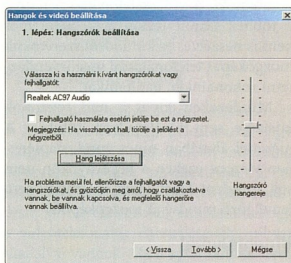 Hangok és videó beállítása
1. lépés: Hangszórók beállítása
Válassza ki a használni kívánt hangszórókat vagy
fejhallgatót:
Realtek AC97 Audio
Fejhallgató használata esetén jelölje be ezt a négyzetet.
Megjegyzés: Ha visszhangot hall, törölje a jelölést a
négyzetből.
Hang lejátszása
Ha probléma merül fel, ellenőrizze a fejhallgatót vagy a
hangszórókat, és győződjön meg arról, hogy csatlakoztatva
vannak, be vannak kapcsolva, és megfelelő hangerőre
vannak beállítva.
Hangszóró
hangereje
< Vissza
Tovább >
Mégse